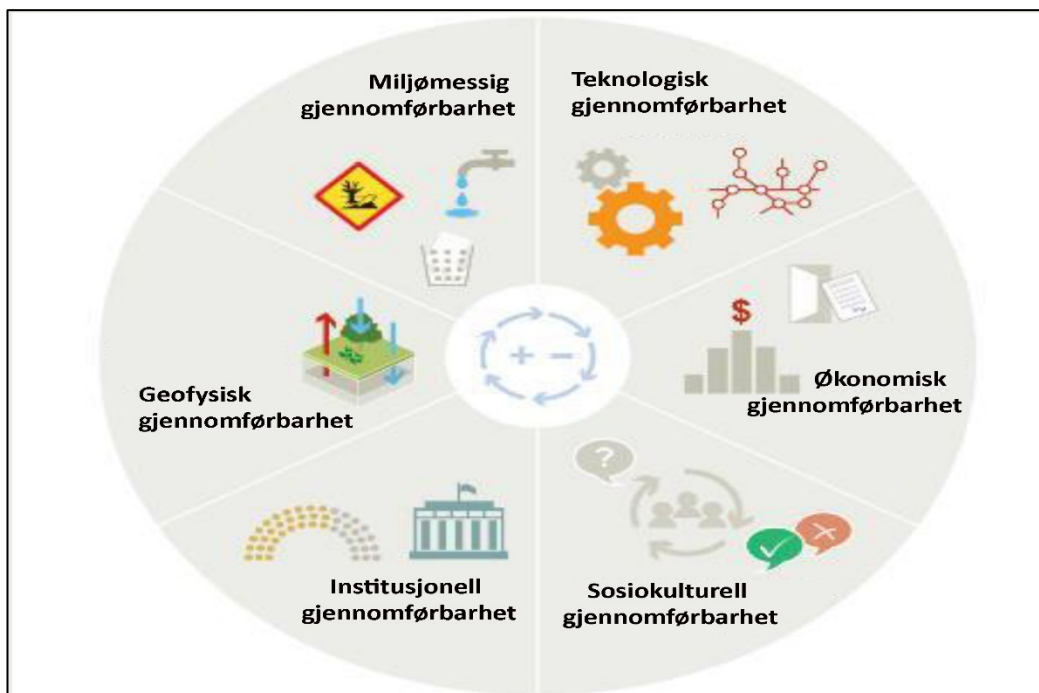 Miljømessig
gjennomførbarhet
Teknologisk
gjennomførbarhet
$
Økonomisk
gjennomførbarhet
Geofysisk
gjennomførbarhet
+ −
?
Institusjonell
gjennomførbarhet
Sosiokulturell
gjennomførbarhet